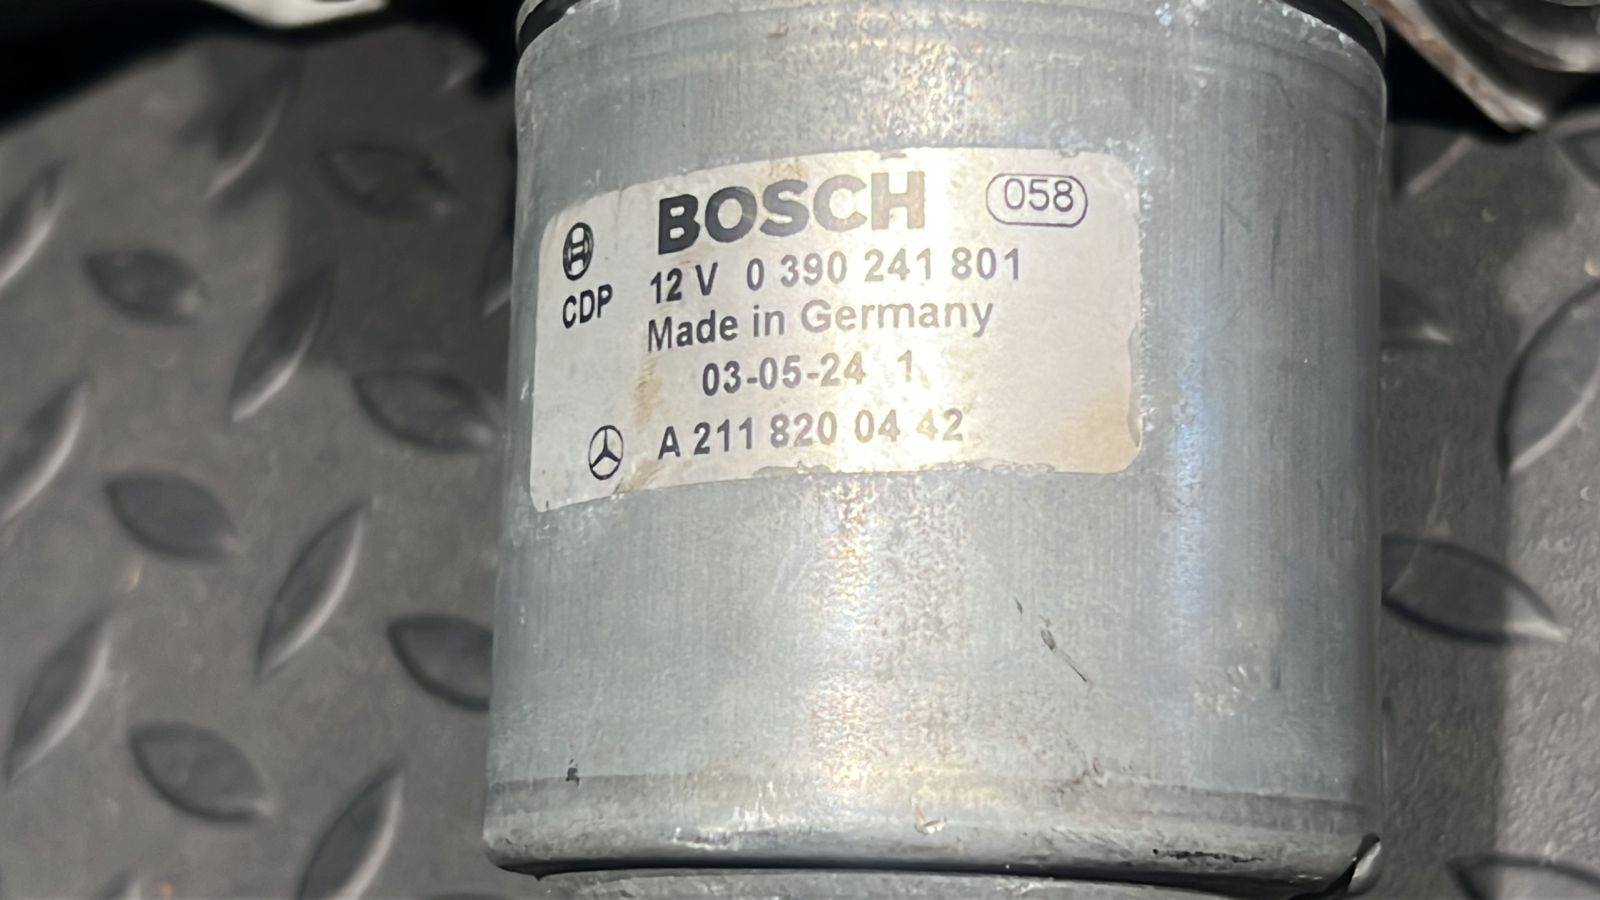 BOSCH 058
12 V 0 390 241 801
CDP
Made in Germany
03-05-24 1
A 211 820 04 42